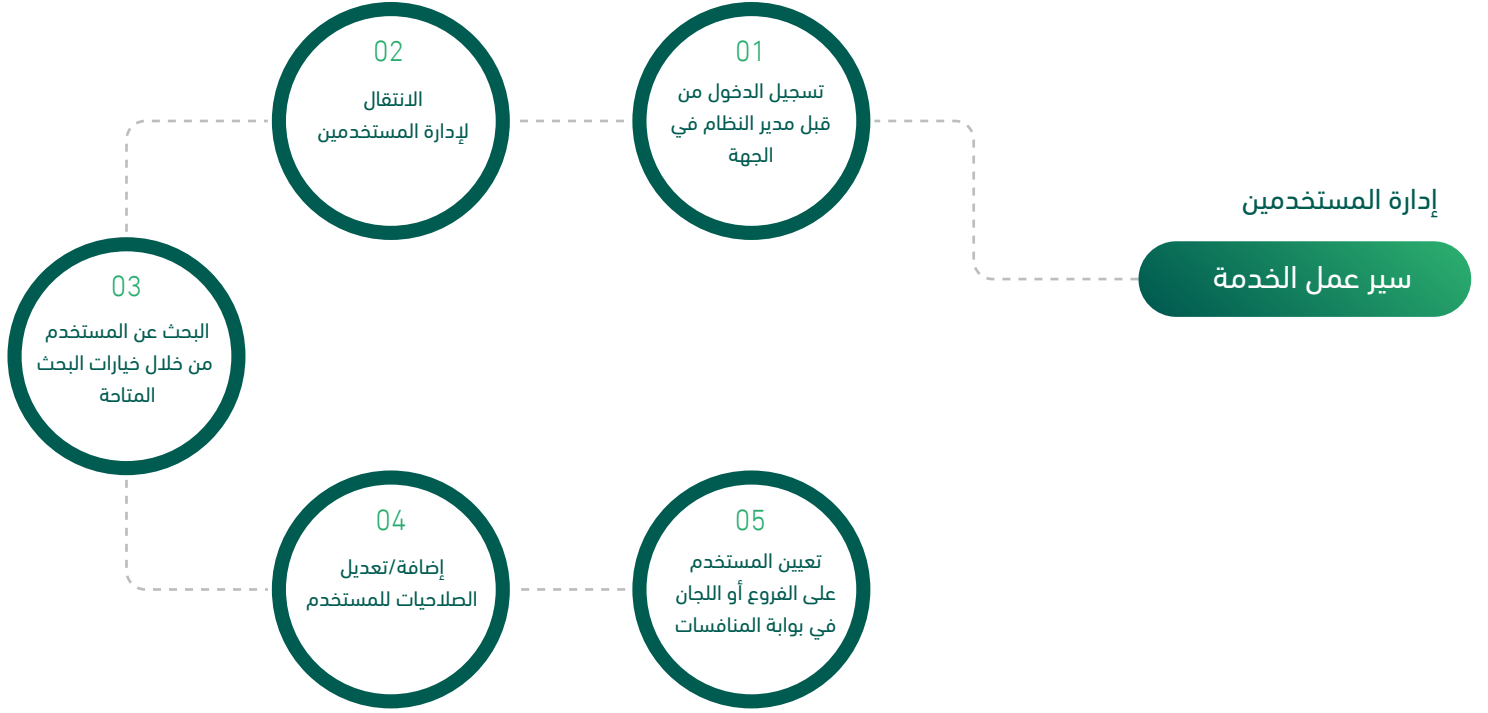 إدارة المستخدمين
سير عمل الخدمة
01
تسجيل الدخول من
قبل مدير النظام في
الجهة
02
الانتقال
لإدارة المستخدمين
03
البحث عن المستخدم
من خلال خيارات البحث
المتاحة
04
إضافة/تعديل
الصلاحيات للمستخدم
05
تعيين المستخدم
على الفروع أو اللجان
في بوابة المنافسات